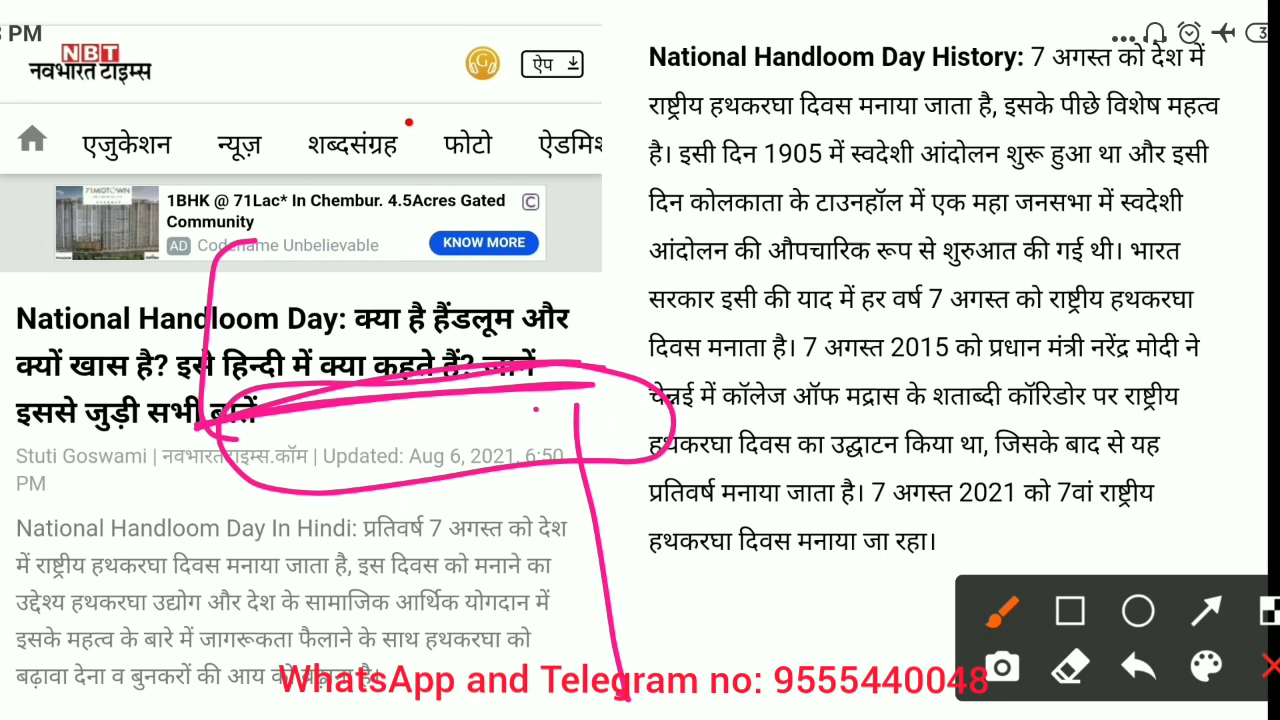 PM
NBT
नवभारत टाइम्स
G
ऐप
एजुकेशन न्यूज़ शब्दसंग्रह फोटो
1BHK @ 71Lac* In Chembur. 4.5Acres Gated
Community
AD Codename Unbelievable
KNOW MORE
71MIDTOWN
National Handloom Day: क्या है हैंडलूम और
क्यों खास है? इसे हिन्दी में क्या कहते हैं? जानें
इससे जुड़ी सभी बातें
Stuti Goswami | नवभारतटाइम्स.कॉम | Updated: Aug 6, 2021, 6:50
PM
National Handloom Day In Hindi: प्रतिवर्ष 7 अगस्त को देश
में राष्ट्रीय हथकरघा दिवस मनाया जाता है, इस दिवस को मनाने का
उद्देश्य हथकरघा उद्योग और देश के सामाजिक आर्थिक योगदान में
इसके महत्व के बारे में जागरूकता फैलाने के साथ हथकरघा को
बढ़ावा देना व बुनकरों की आय को बढ़ाना है।
National Handloom Day History: 7 अगस्त को देश में
राष्ट्रीय हथकरघा दिवस मनाया जाता है, इसके पीछे विशेष महत्व
है। इसी दिन 1905 में स्वदेशी आंदोलन शुरू हुआ था और इसी
दिन कोलकाता के टाउनहॉल में एक महा जनसभा में स्वदेशी
आंदोलन की औपचारिक रूप से शुरुआत की गई थी। भारत
सरकार इसी की याद में हर वर्ष 7 अगस्त को राष्ट्रीय हथकरघा
दिवस मनाता है। 7 अगस्त 2015 को प्रधान मंत्री नरेंद्र मोदी ने
चेन्नई में कॉलेज ऑफ मद्रास के शताब्दी कॉरिडोर पर राष्ट्रीय
हथकरघा दिवस का उद्घाटन किया था, जिसके बाद से यह
प्रतिवर्ष मनाया जाता है। 7 अगस्त 2021 को 7वां राष्ट्रीय
हथकरघा दिवस मनाया जा रहा।
WhatsApp and Telegram no: 9555440048